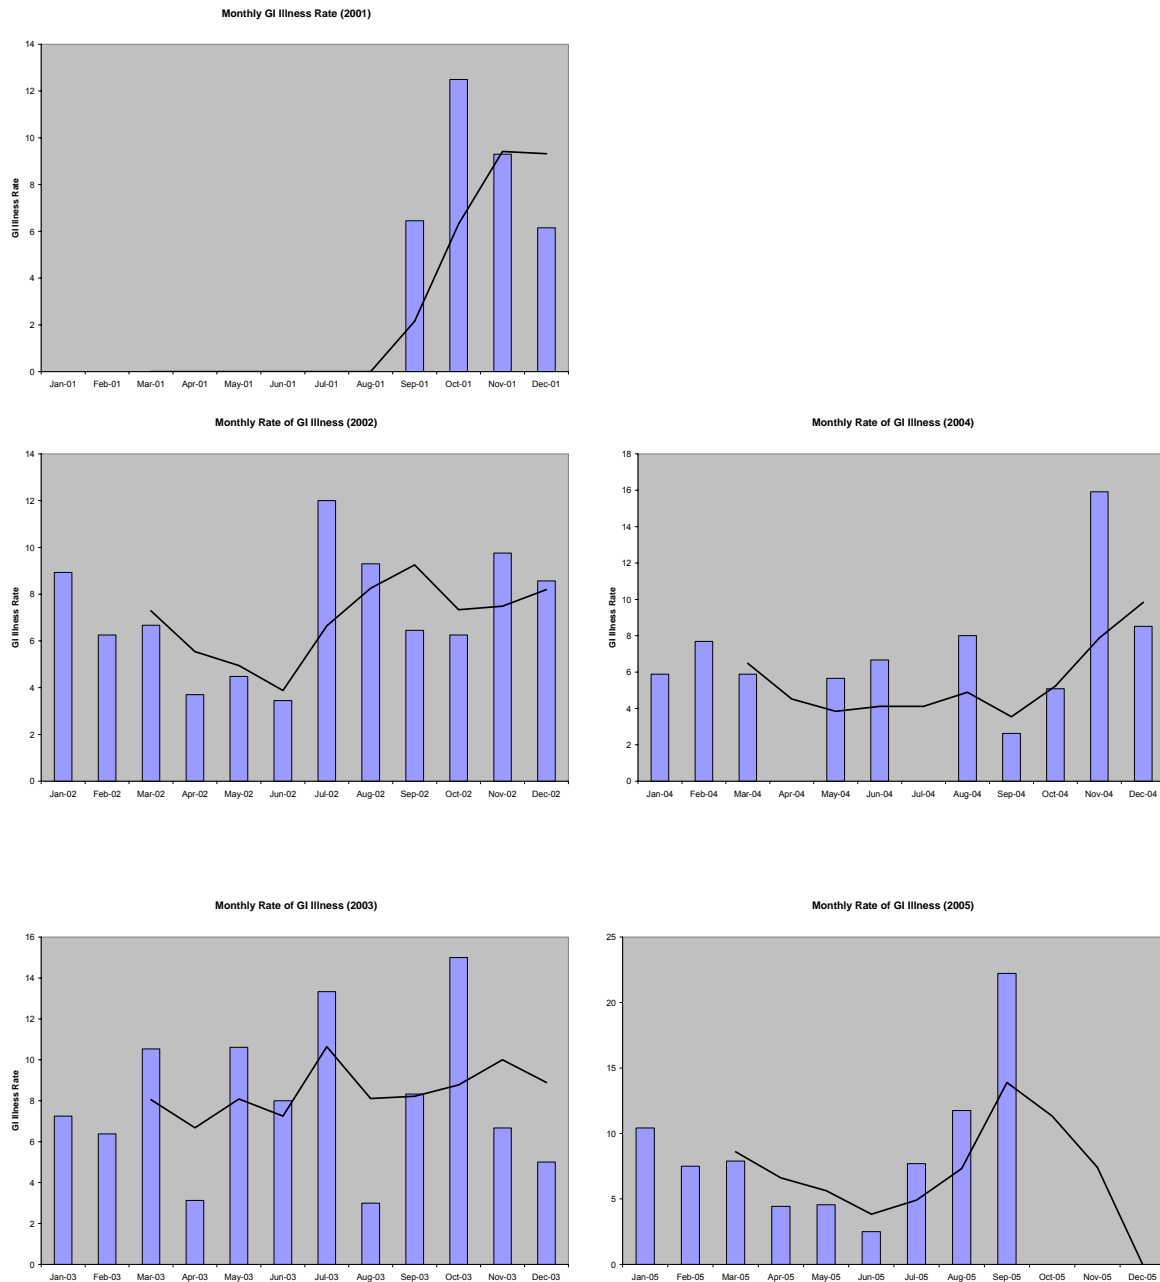 Monthly GI Illness Rate (2001)
14
12
10
8
6
4
2
0
GI Illness Rate
Jan-01 Feb-01 Mar-01 Apr-01 May-01 Jun-01 Jul-01 Aug-01 Sep-01 Oct-01 Nov-01 Dec-01
Monthly Rate of GI Illness (2002)
14
12
10
8
6
4
2
0
GI Illness Rate
Jan-02 Feb-02 Mar-02 Apr-02 May-02 Jun-02 Jul-02 Aug-02 Sep-02 Oct-02 Nov-02 Dec-02
Monthly Rate of GI Illness (2004)
18
16
14
12
10
8
6
4
2
0
GI Illness Rate
Jan-04 Feb-04 Mar-04 Apr-04 May-04 Jun-04 Jul-04 Aug-04 Sep-04 Oct-04 Nov-04 Dec-04
Monthly Rate of GI Illness (2003)
16
14
12
10
8
6
4
2
0
GI Illness Rate
Jan-03 Feb-03 Mar-03 Apr-03 May-03 Jun-03 Jul-03 Aug-03 Sep-03 Oct-03 Nov-03 Dec-03
Monthly Rate of GI Illness (2005)
25
20
15
10
5
0
GI Illness Rate
Jan-05 Feb-05 Mar-05 Apr-05 May-05 Jun-05 Jul-05 Aug-05 Sep-05 Oct-05 Nov-05 Dec-05